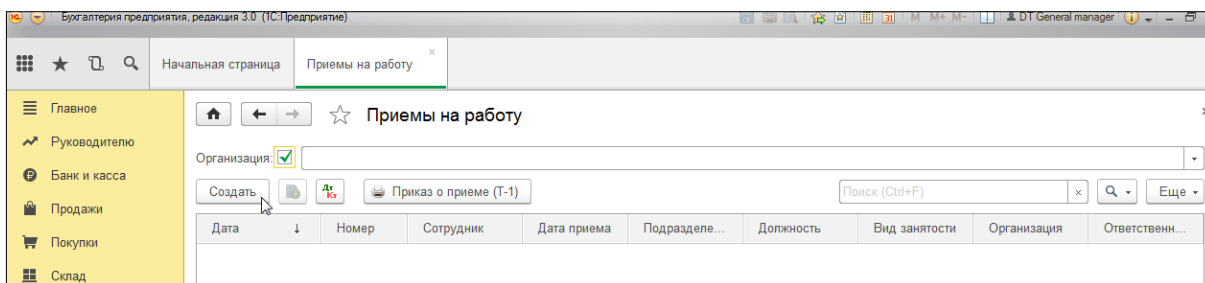 1С Бухгалтерия предприятия, редакция 3.0 (1С:Предприятие) 31 M M+ M- DT General manager i
Начальная страница Приемы на работу ×
Главное
Приемы на работу
Руководителю
Организация:
Банк и касса
Создать Дт Кт Приказ о приеме (Т-1) Поиск (Ctrl+F) × Еще
Продажи
Дата ↓ Номер Сотрудник Дата приема Подразделе... Должность Вид занятости Организация Ответственн...
Покупки
Склад